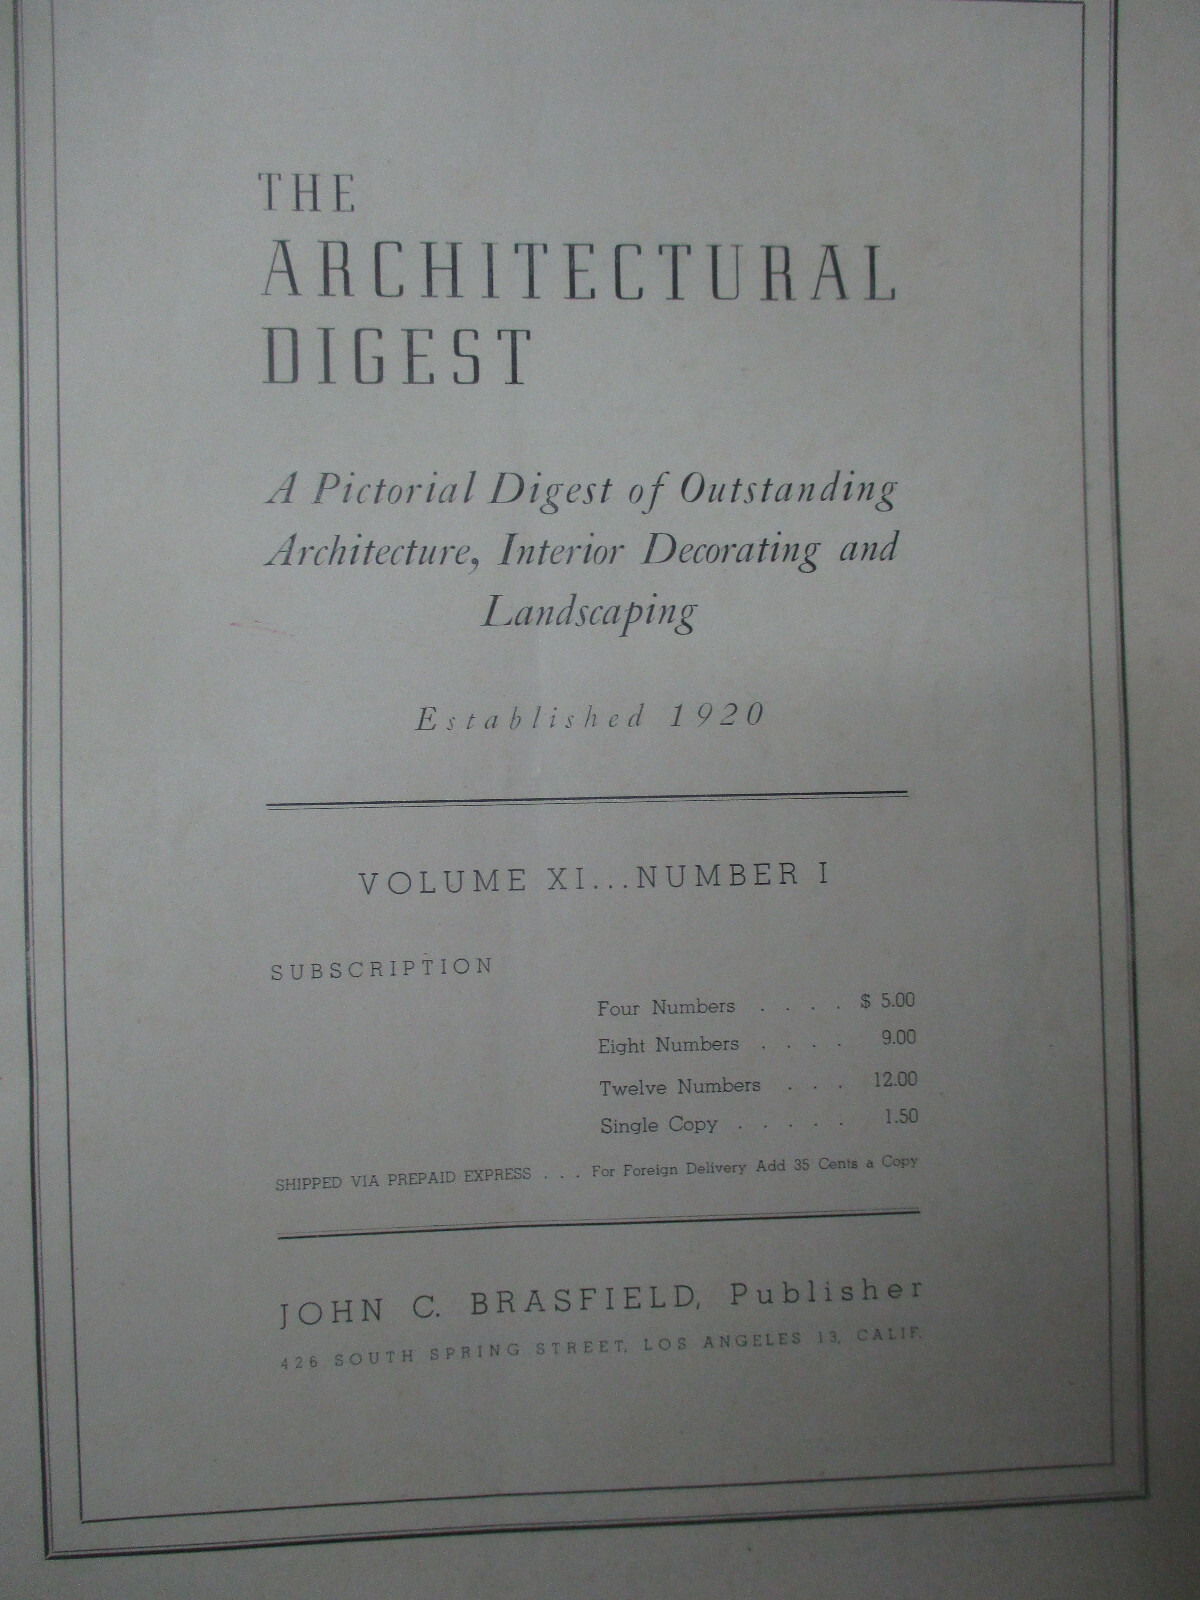 THE
ARCHITECTURAL
DIGEST
A Pictorial Digest of Outstanding
Architecture, Interior Decorating and
Landscaping
Established 1920
VOLUME XI...NUMBER I
SUBSCRIPTION
Four Numbers . . . . $ 5.00
Eight Numbers . . . . 9.00
Twelve Numbers . . . 12.00
Single Copy . . . . . 1.50
SHIPPED VIA PREPAID EXPRESS . . . For Foreign Delivery Add 35 Cents a Copy
JOHN C. BRASFIELD, Publisher
426 SOUTH SPRING STREET, LOS ANGELES 13, CALIF.